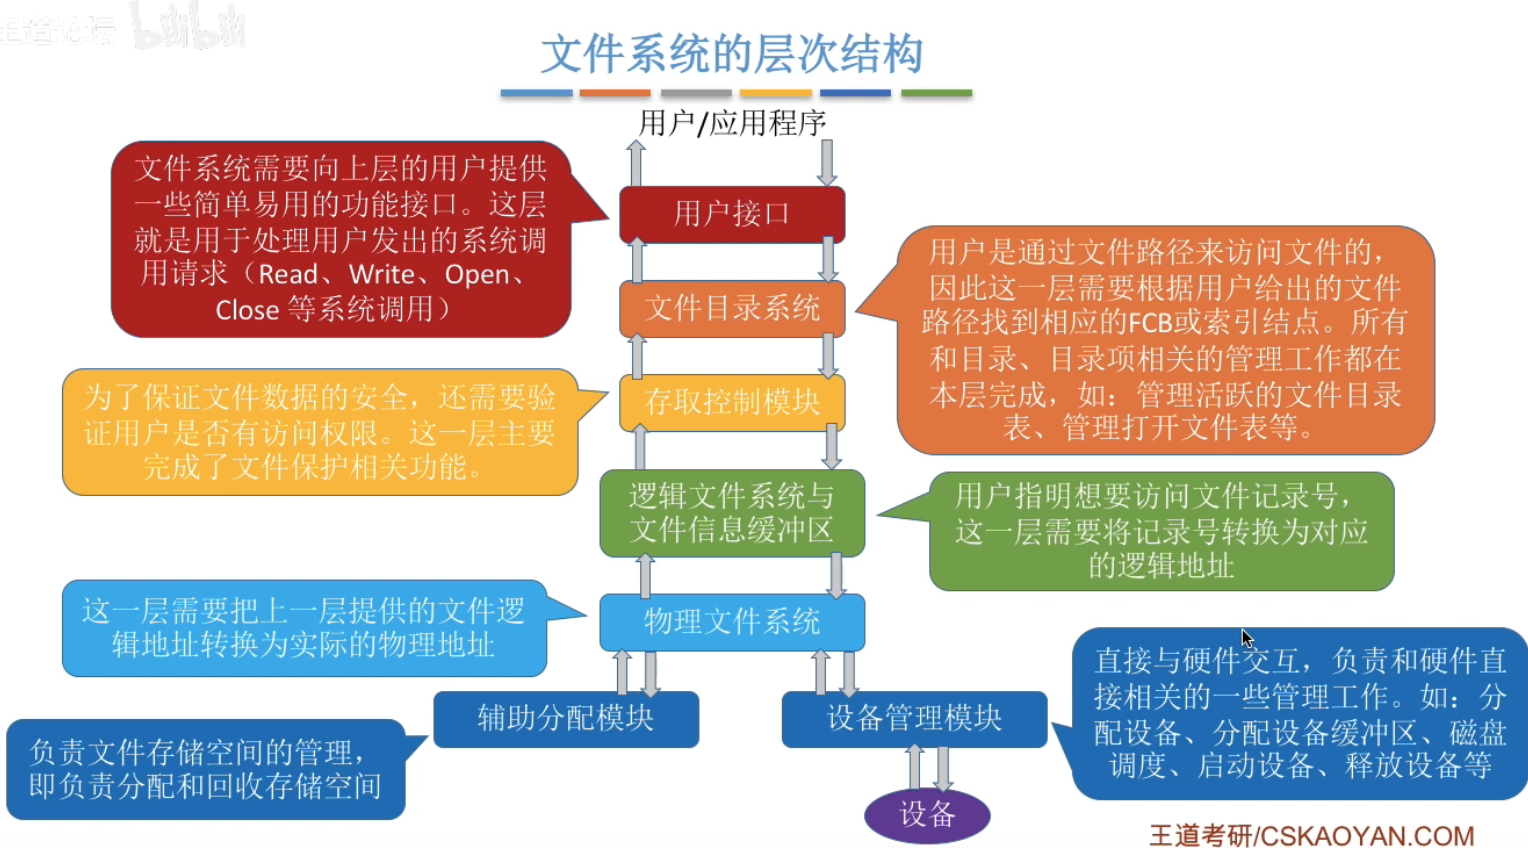 王道论坛 bilibili
文件系统的层次结构
用户/应用程序
文件系统需要向上层的用户提供
一些简单易用的功能接口。这层
就是用于处理用户发出的系统调
用请求（Read、Write、Open、
Close 等系统调用）
用户接口
用户是通过文件路径来访问文件的，
因此这一层需要根据用户给出的文件
路径找到相应的FCB或索引结点。所有
和目录、目录项相关的管理工作都在
本层完成，如：管理活跃的文件目录
表、管理打开文件表等。
文件目录系统
为了保证文件数据的安全，还需要验
证用户是否有访问权限。这一层主要
完成了文件保护相关功能。
存取控制模块
逻辑文件系统与
文件信息缓冲区
用户指明想要访问文件记录号，
这一层需要将记录号转换为对应
的逻辑地址
这一层需要把上一层提供的文件逻
辑地址转换为实际的物理地址
物理文件系统
辅助分配模块
设备管理模块
直接与硬件交互，负责和硬件直
接相关的一些管理工作。如：分
配设备、分配设备缓冲区、磁盘
调度、启动设备、释放设备等
负责文件存储空间的管理，
即负责分配和回收存储空间
设备
王道考研/CSKAOYAN.COM